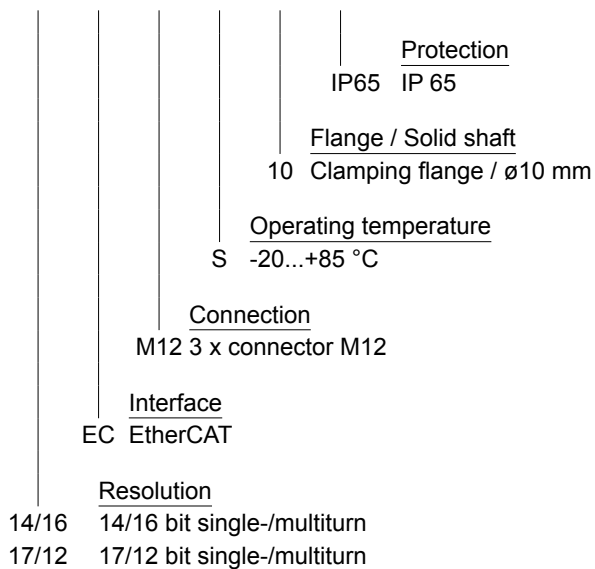 Protection
IP65 IP 65
Flange / Solid shaft
10 Clamping flange / ø10 mm
Operating temperature
S -20...+85 °C
Connection
M12 3 x connector M12
Interface
EC EtherCAT
Resolution
14/16 14/16 bit single-/multiturn
17/12 17/12 bit single-/multiturn